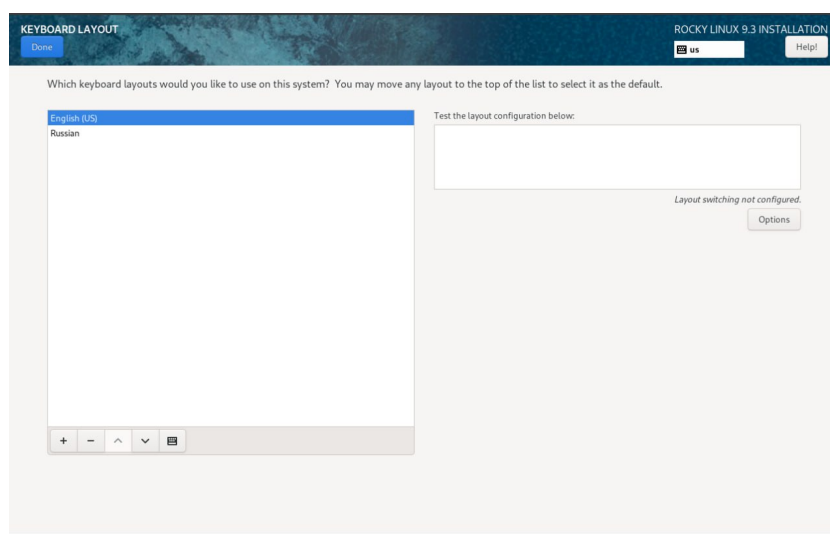 KEYBOARD LAYOUT
ROCKY LINUX 9.3 INSTALLATION
Done
us
Help!
Which keyboard layouts would you like to use on this system? You may move any layout to the top of the list to select it as the default.
English (US)
Russian
Test the layout configuration below:
Layout switching not configured.
Options